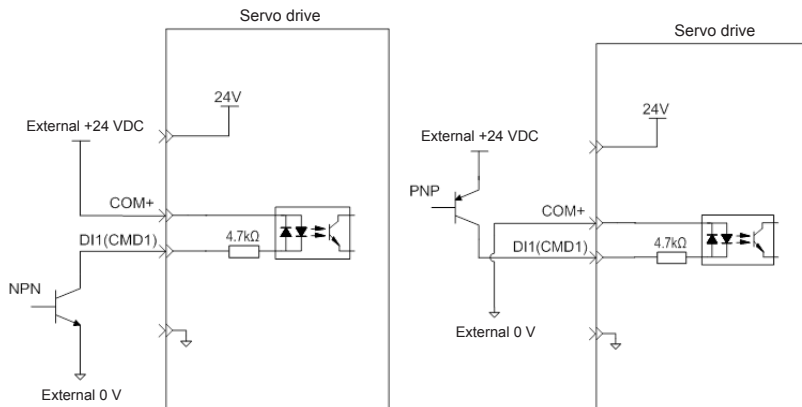 Servo drive
24V
External +24 VDC
COM+
DI1(CMD1)
4.7kΩ
NPN
External 0 V
Servo drive
24V
External +24 VDC
PNP
COM+
DI1(CMD1)
4.7kΩ
External 0 V